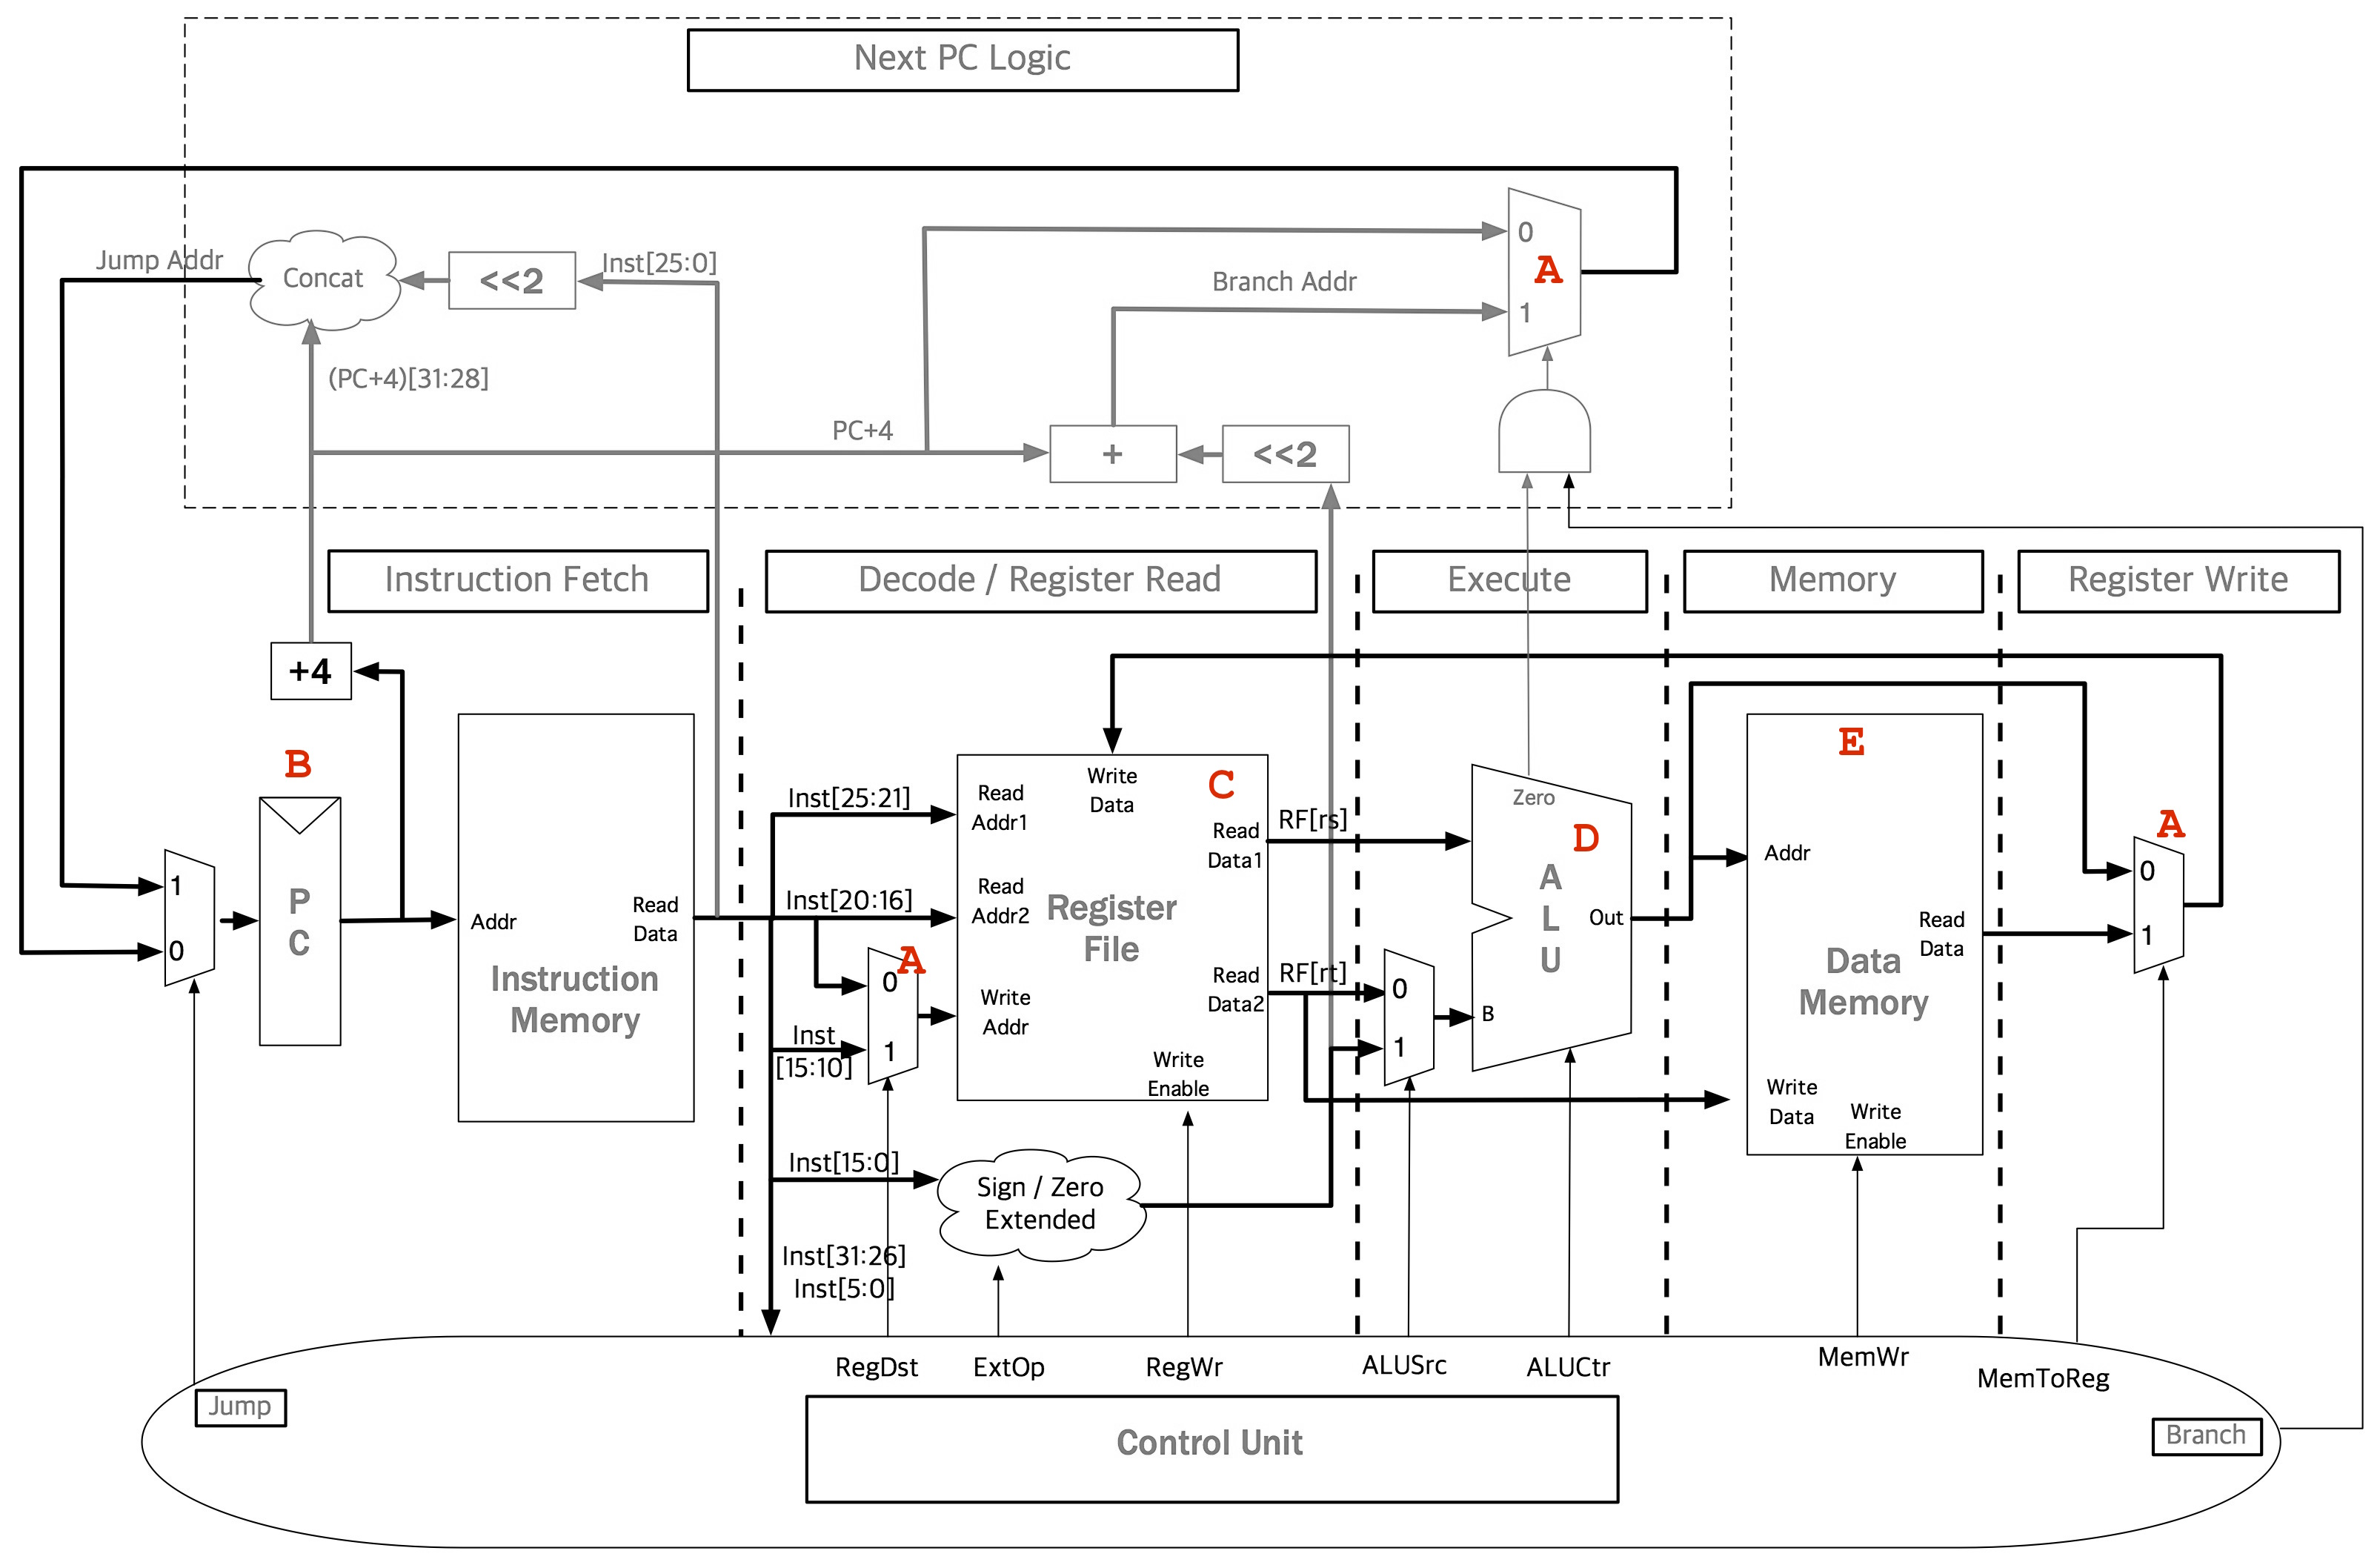 Next PC Logic
Jump Addr
Concat
<<2
Inst[25:0]
0
A
1
Branch Addr
(PC+4)[31:28]
PC+4
+
<<2
Instruction Fetch
Decode / Register Read
Execute
Memory
Register Write
+4
B
1
0
P
C
Addr
Read
Data
Instruction
Memory
Inst[25:21]
Inst[20:16]
A
0
1
Inst
[15:10]
Read
Addr1
Write
Data
C
Read
Data1
Read
Addr2
Register
File
Read
Data2
Write
Addr
Write
Enable
RF[rs]
RF[rt]
0
1
Zero
D
A
L
U
Out
B
E
Addr
Read
Data
Data
Memory
Write
Data
Write
Enable
A
0
1
Inst[15:0]
Sign / Zero
Extended
Inst[31:26]
Inst[5:0]
RegDst
ExtOp
RegWr
ALUSrc
ALUCtr
MemWr
MemToReg
Jump
Control Unit
Branch